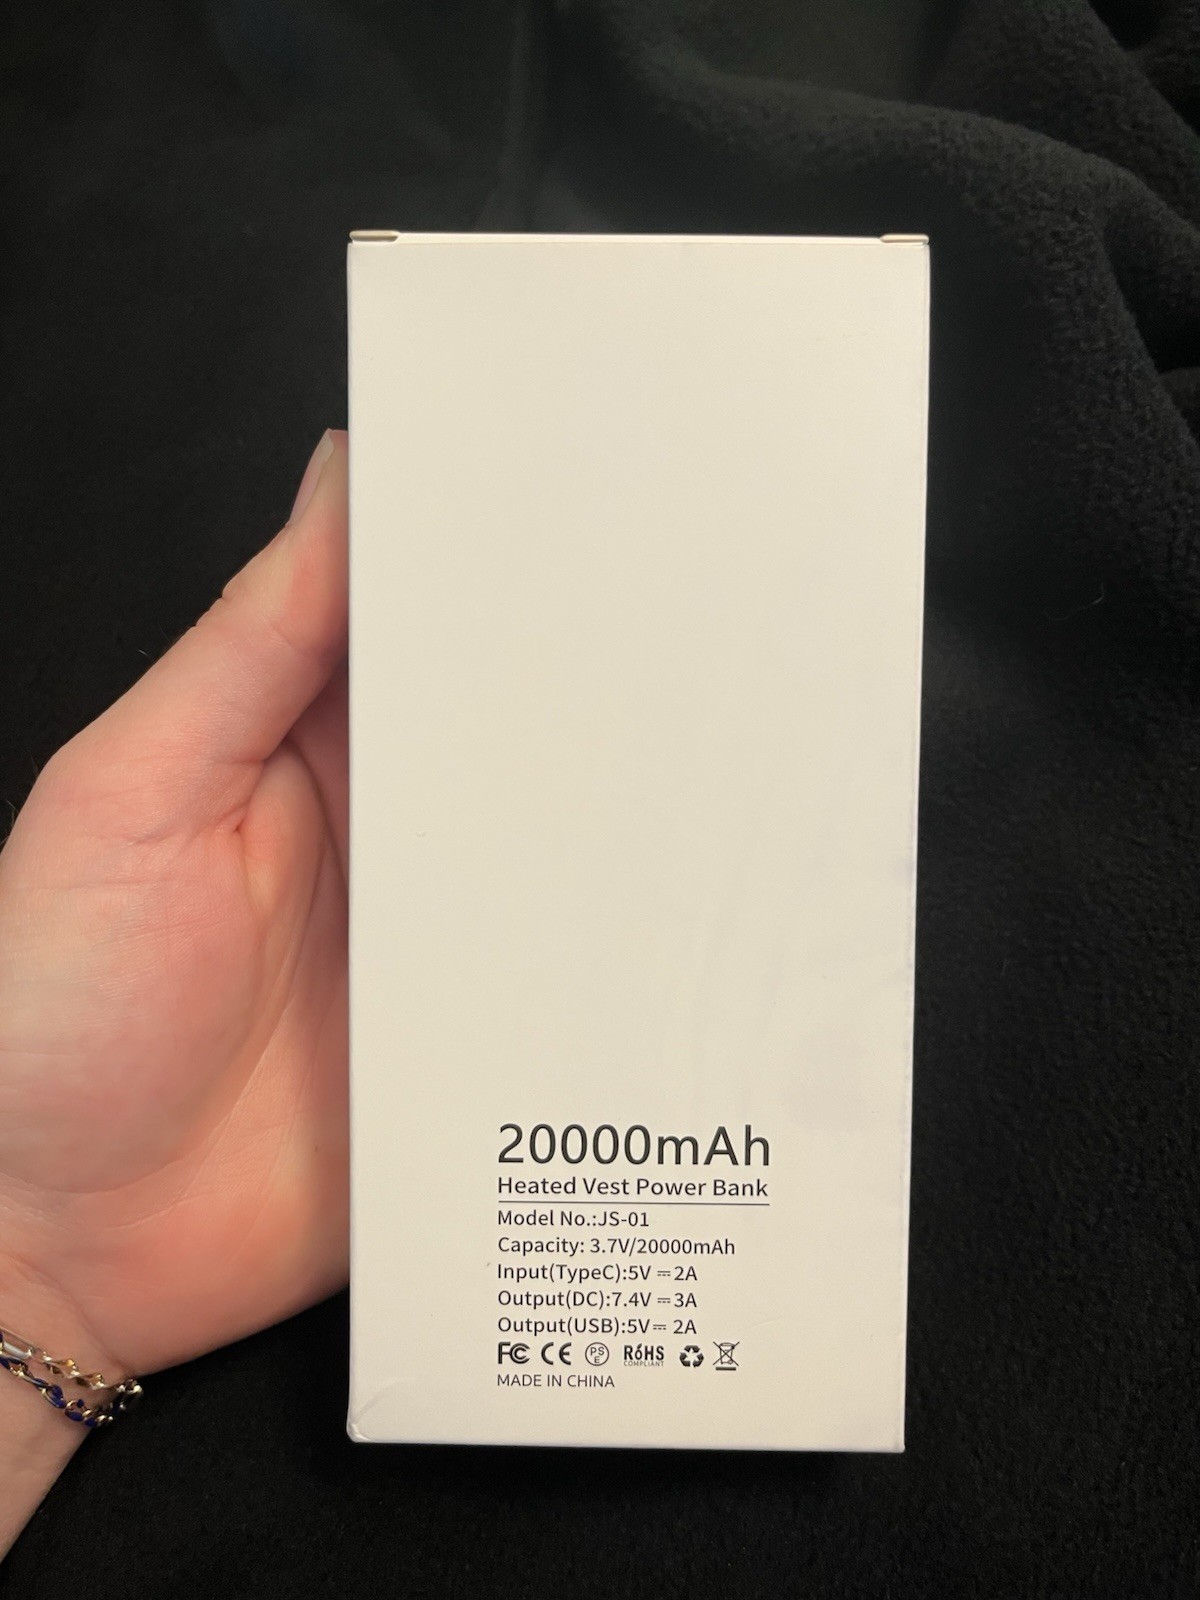 20000mAh
Heated Vest Power Bank
Model No.:JS-01
Capacity: 3.7V/20000mAh
Input(TypeC):5V ⎓2A
Output(DC):7.4V ⎓3A
Output(USB):5V⎓ 2A
FC CE PSE RóHS COMPLIANT
MADE IN CHINA